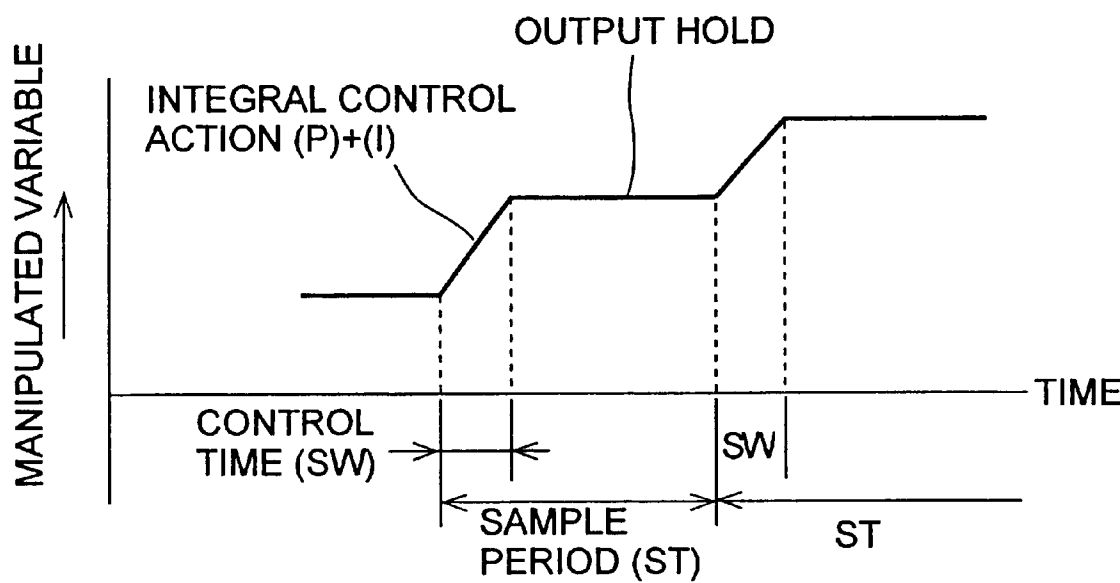 OUTPUT HOLD
INTEGRAL CONTROL
ACTION (P)+(I)
MANIPULATED VARIABLE
TIME
CONTROL
TIME (SW)
SW
SAMPLE
PERIOD (ST)
ST